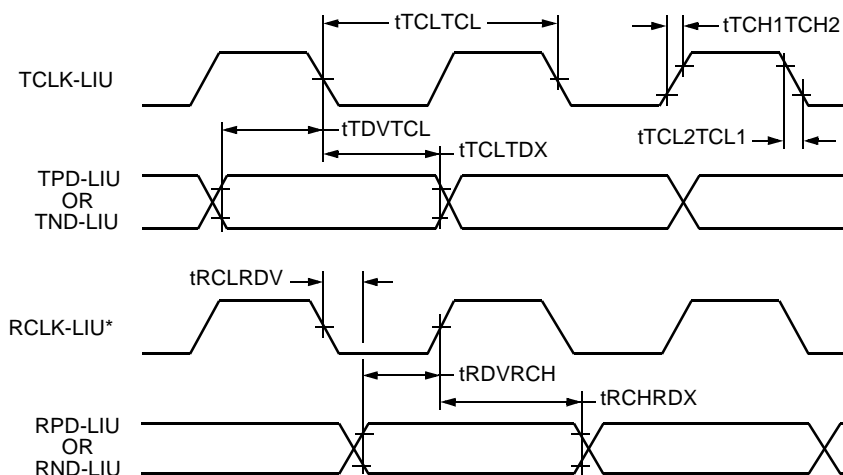 tTCLTCL
tTCH1TCH2
TCLK-LIU
tTDVTCL
tTCL2TCL1
tTCLTDX
TPD-LIU
OR
TND-LIU
tRCLRDV
RCLK-LIU*
tRDVRCH
tRCHRDX
RPD-LIU
OR
RND-LIU